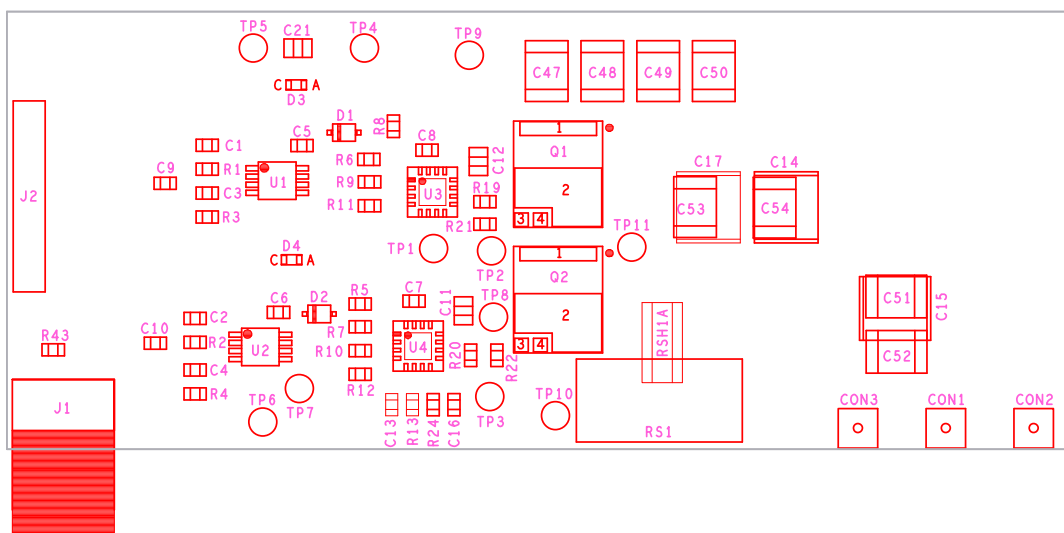 TP5
C21
TP4
TP9
C47
C48
C49
C50
C A
D3
D1
R8
C5
C8
C12
1
Q1
C1
R6
C17
C14
C9
R1
U1
R9
U3
R19
2
J2
C3
R11
C53
C54
R3
R21
3 4
TP11
D4
TP1
TP2
C A
1
Q2
C6
D2
R5
C7
C11
TP8
C51
C15
C2
R7
2
RSH1A
R43
C10
R2
U2
R10
U4
R20
R22
3 4
C52
C4
R12
R4
TP7
J1
TP6
C13
R13
R24
C16
TP3
TP10
RS1
CON3
CON1
CON2